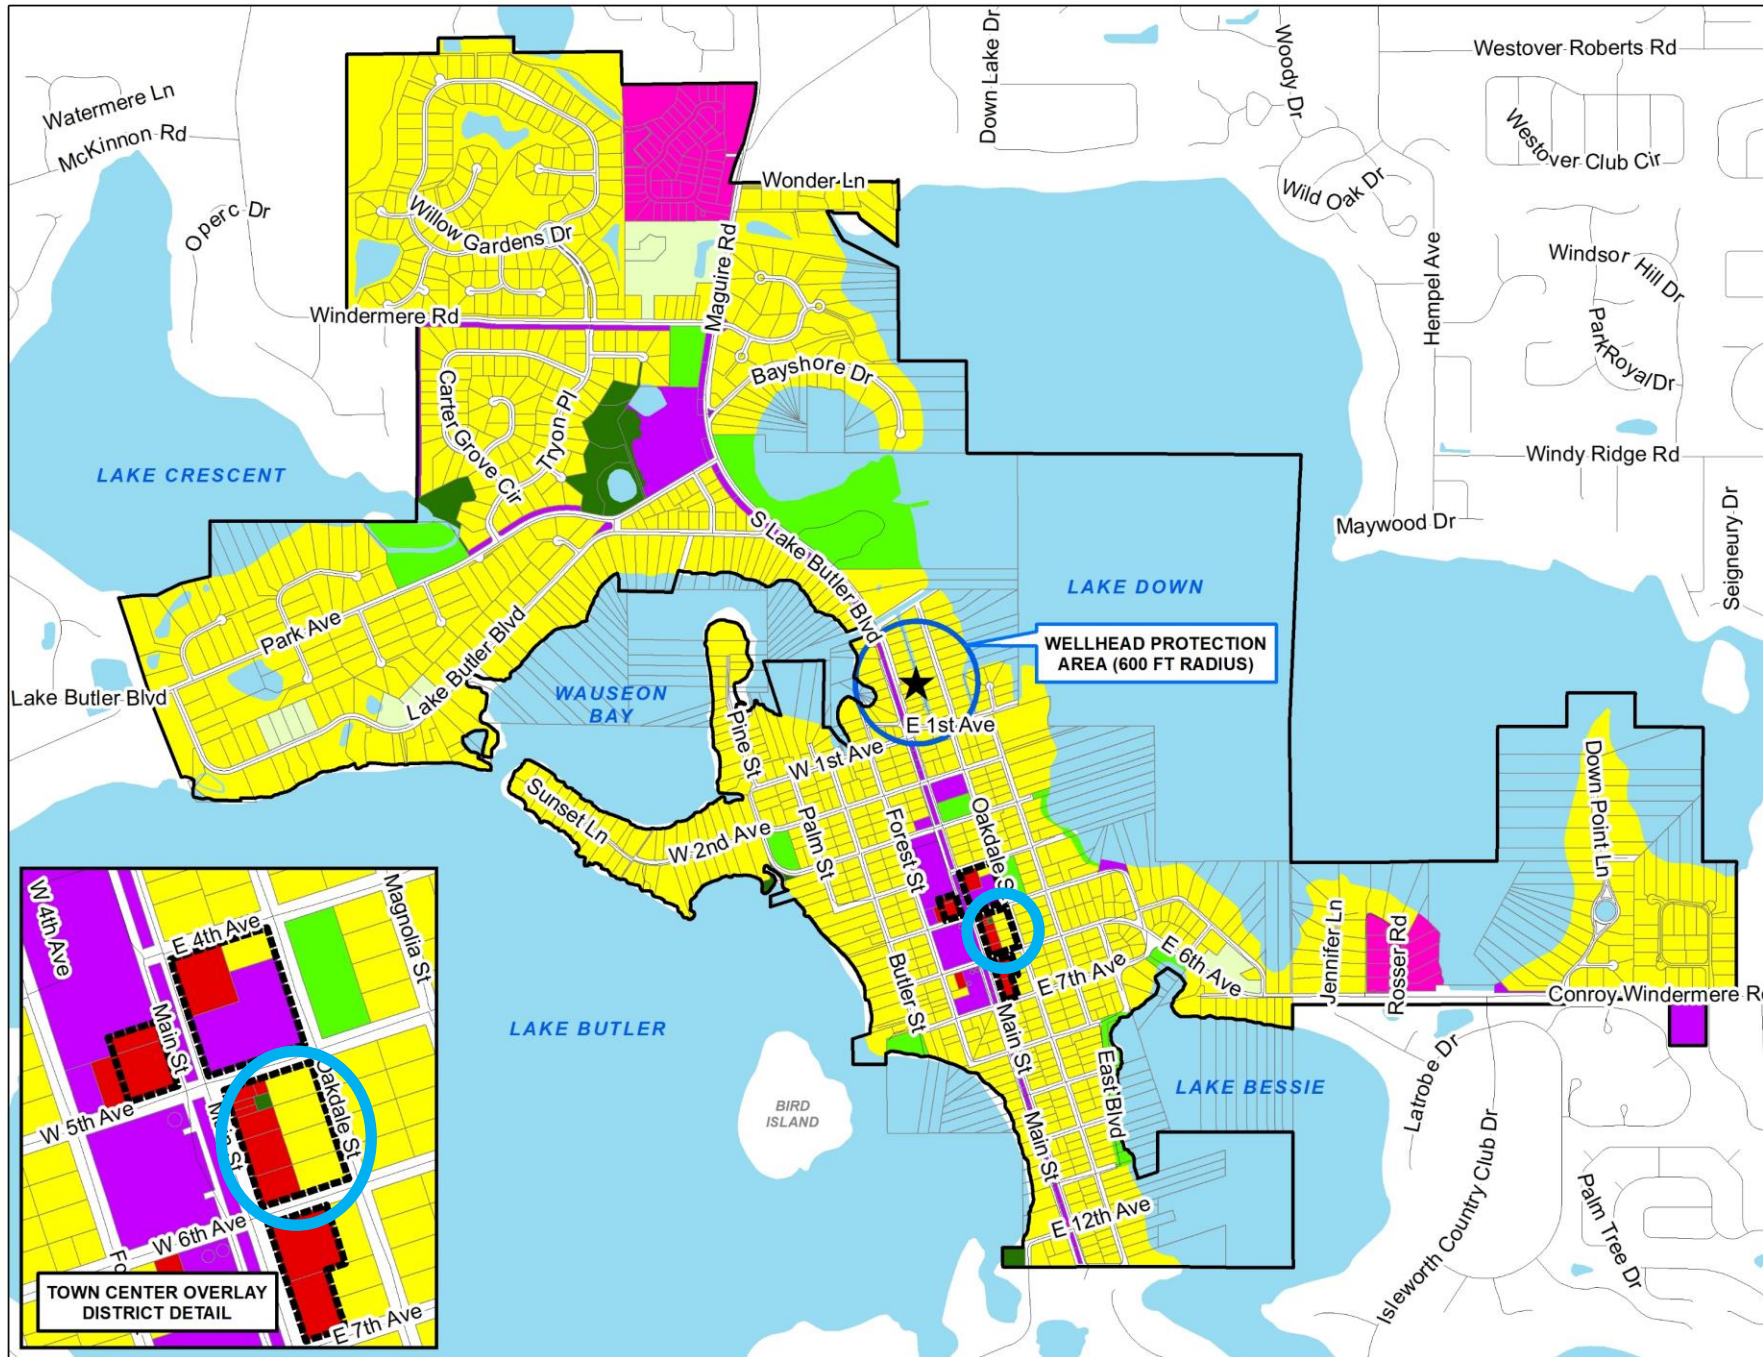 Westover Roberts Rd
Down Lake Dr
Woody Dr
Watermere Ln
McKinnon Rd
Westover Club Cir
Wonder Ln
Wild Oak Dr
Operc Dr
Willow Gardens Dr
Windsor Hill Dr
Hempel Ave
Maguire Rd
Windermere Rd
Park Royal Dr
Bayshore Dr
Carter Grove Cir
Tryon Pl
Windy Ridge Rd
LAKE CRESCENT
Maywood Dr
S Lake Butler Blvd
Seigneury Dr
LAKE DOWN
Park Ave
WELLHEAD PROTECTION
AREA (600 FT RADIUS)
Lake Butler Blvd
Lake Butler Blvd
WAUSEON
BAY
Pine St
E 1st Ave
W 1st Ave
Down Point Ln
Sunset Ln
W 2nd Ave
Palm St
Forest St
Oakdale S
Jennifer Ln
Rosser Rd
E 6th Ave
E 7th Ave
Butler St
Conroy Windermere Rd
Main St
LAKE BUTLER
East Blvd
LAKE BESSIE
Latrobe Dr
BIRD
ISLAND
Main St
Isleworth Country Club Dr
Palm Tree Dr
E 12th Ave
W 4th Ave
E 4th Ave
Magnolia St
Main St
Oakdale St
W 5th Ave
Main St
W 6th Ave
Fo
E 7th Ave
TOWN CENTER OVERLAY
DISTRICT DETAIL